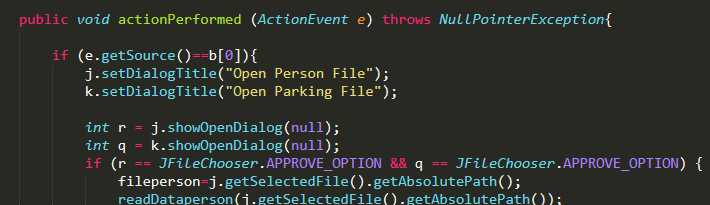 public void actionPerformed (ActionEvent e) throws NullPointerException{
if (e.getSource()==b[0]){
j.setDialogTitle("Open Person File");
k.setDialogTitle("Open Parking File");
int r = j.showOpenDialog(null);
int q = k.showOpenDialog(null);
if (r == JFileChooser.APPROVE_OPTION && q == JFileChooser.APPROVE_OPTION) {
fileperson=j.getSelectedFile().getAbsolutePath();
readDataperson(j.getSelectedFile().getAbsolutePath());